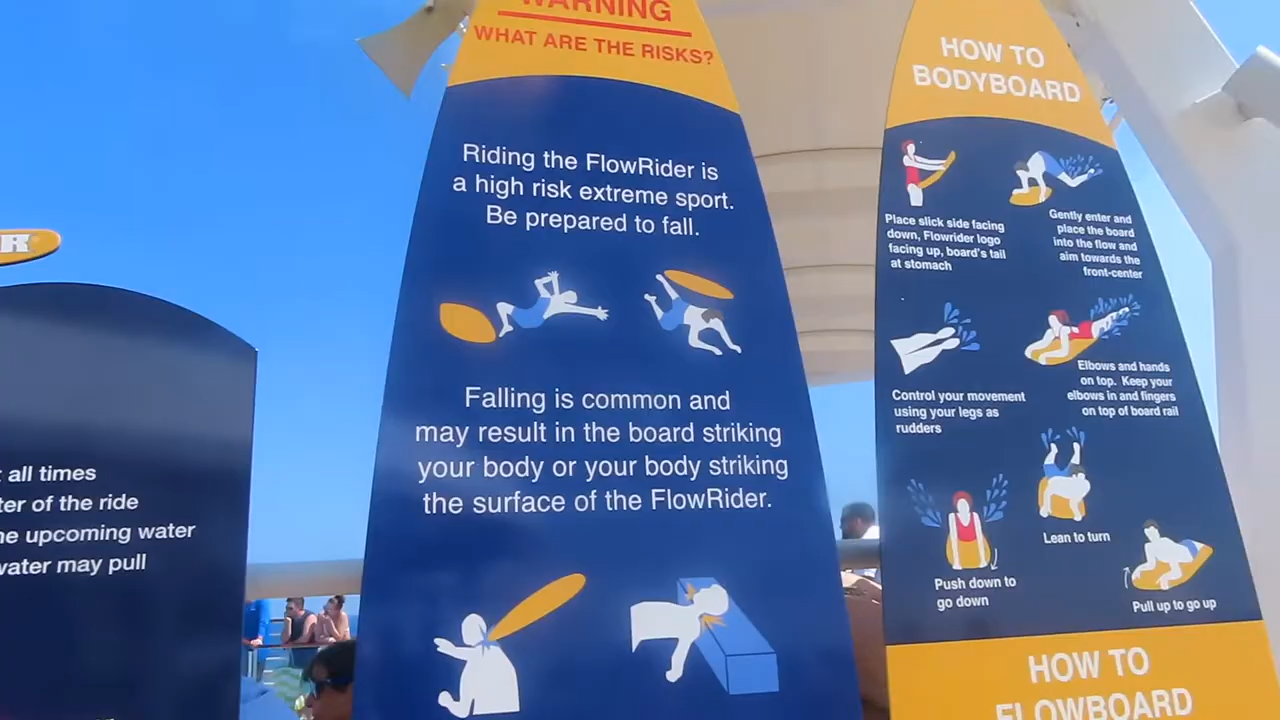 R
all times
ter of the ride
upcoming water
water may pull
WARNING
WHAT ARE THE RISKS?
Riding the FlowRider is
a high risk extreme sport.
Be prepared to fall.
Falling is common and
may result in the board striking
your body or your body striking
the surface of the FlowRider.
HOW TO
BODYBOARD
Place slick side facing
down, Flowrider logo
facing up, board's tail
at stomach
Gently enter and
place the board
into the flow and
aim towards the
front-center
Control your movement
using your legs as
rudders
Elbows and hands
on top. Keep your
elbows in and fingers
on top of board rail
Lean to turn
Push down to
go down
Pull up to go up
HOW TO
FLOWBOARD